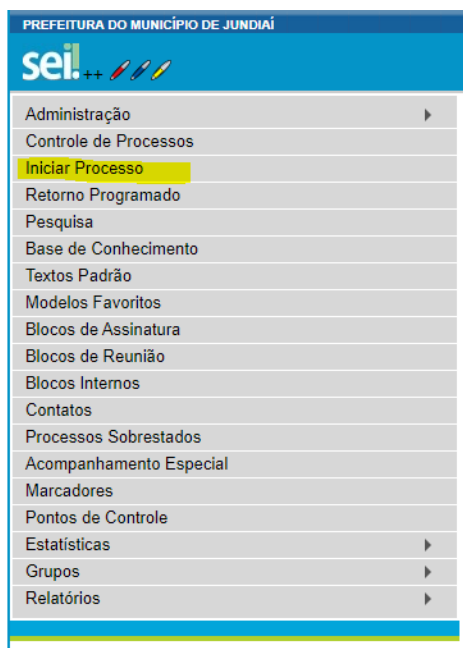 PREFEITURA DO MUNICÍPIO DE JUNDIAÍ
sei! ++
Administração
Controle de Processos
Iniciar Processo
Retorno Programado
Pesquisa
Base de Conhecimento
Textos Padrão
Modelos Favoritos
Blocos de Assinatura
Blocos de Reunião
Blocos Internos
Contatos
Processos Sobrestados
Acompanhamento Especial
Marcadores
Pontos de Controle
Estatísticas
Grupos
Relatórios